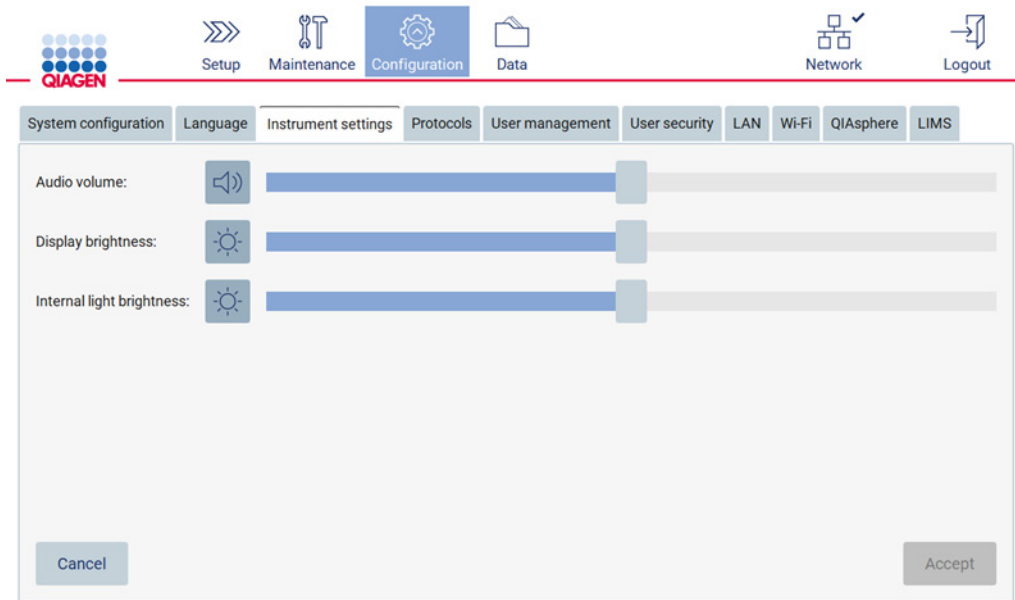 QIAGEN
Setup
Maintenance
Configuration
Data
Network
Logout
System configuration
Language
Instrument settings
Protocols
User management
User security
LAN
Wi-Fi
QIAsphere
LIMS
Audio volume:
Display brightness:
Internal light brightness:
Cancel
Accept